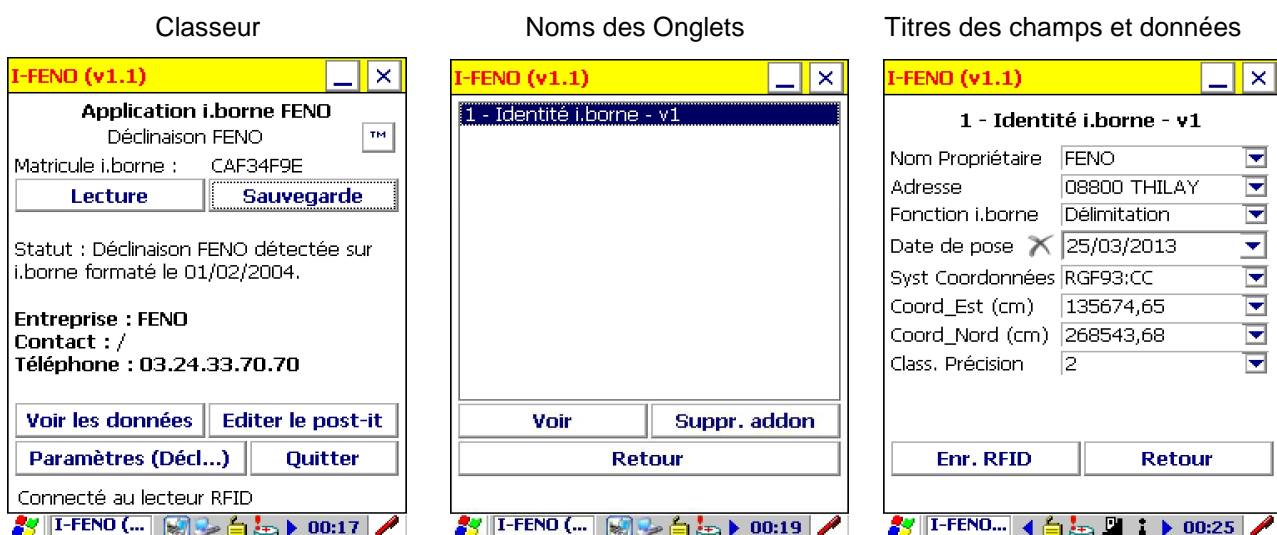 Classeur
I-FENO (v1.1)
Application i.borne FENO
Déclinaison FENO
TM
Matricule i.borne : CAF34F9E
Lecture Sauvegarde
Statut : Déclinaison FENO détectée sur
i.borne formaté le 01/02/2004.
Entreprise : FENO
Contact : /
Téléphone : 03.24.33.70.70
Voir les données Editer le post-it
Paramètres (Décl...) Quitter
Connecté au lecteur RFID
I-FENO (... 00:17
Noms des Onglets
I-FENO (v1.1)
1 - Identité i.borne - v1
Voir Suppr. addon
Retour
I-FENO (... 00:19
Titres des champs et données
I-FENO (v1.1)
1 - Identité i.borne - v1
Nom Propriétaire FENO
Adresse 08800 THILAY
Fonction i.borne Délimitation
Date de pose 25/03/2013
Syst Coordonnées RGF93:CC
Coord_Est (cm) 135674,65
Coord_Nord (cm) 268543,68
Class. Précision 2
Enr. RFID Retour
I-FENO... 00:25